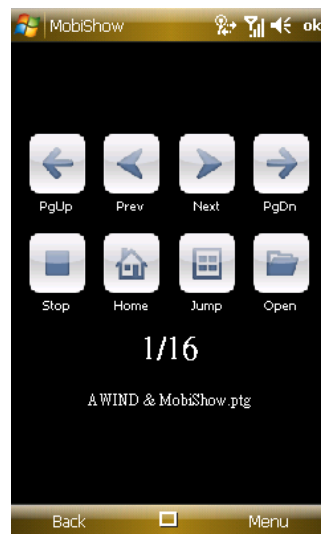 MobiShow ok
PgUp Prev Next PgDn
Stop Home Jump Open
1/16
AWIND & MobiShow.ptg
Back Menu